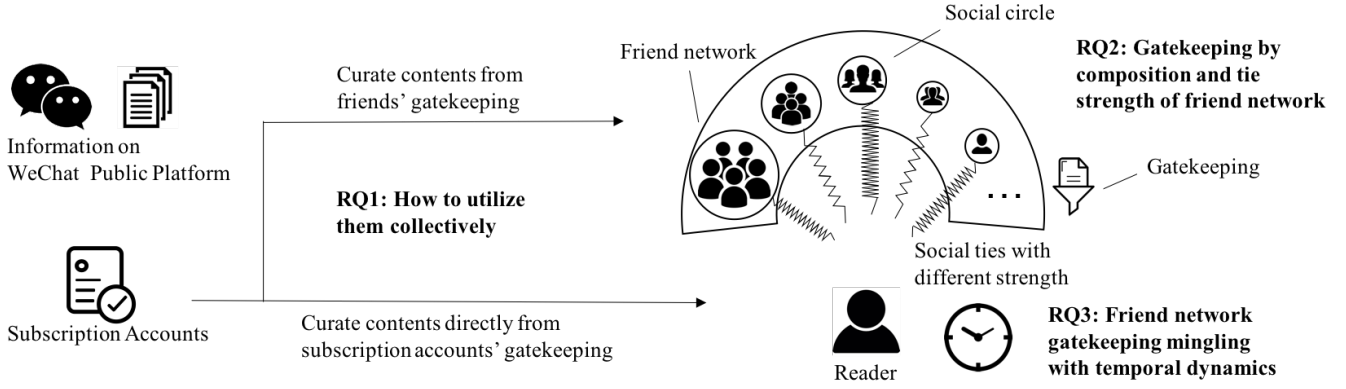 Social circle
Friend network
RQ2: Gatekeeping by
composition and tie
strength of friend network
Curate contents from
friends’ gatekeeping
Information on
WeChat Public Platform
Gatekeeping
RQ1: How to utilize
them collectively
...
Social ties with
different strength
Subscription Accounts
Curate contents directly from
subscription accounts’ gatekeeping
RQ3: Friend network
gatekeeping mingling
with temporal dynamics
Reader